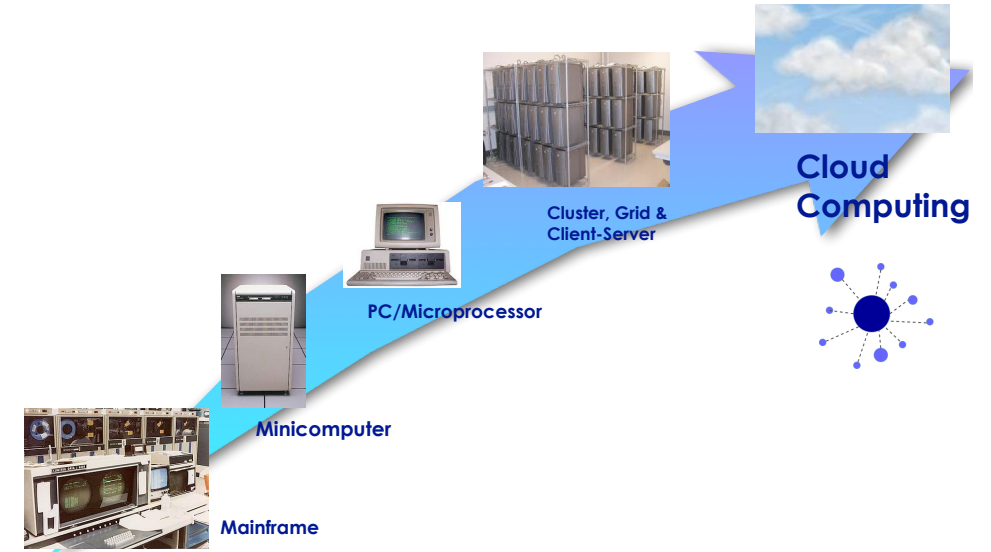 Cloud
Computing
Cluster, Grid &
Client-Server
PC/Microprocessor
Minicomputer
Mainframe